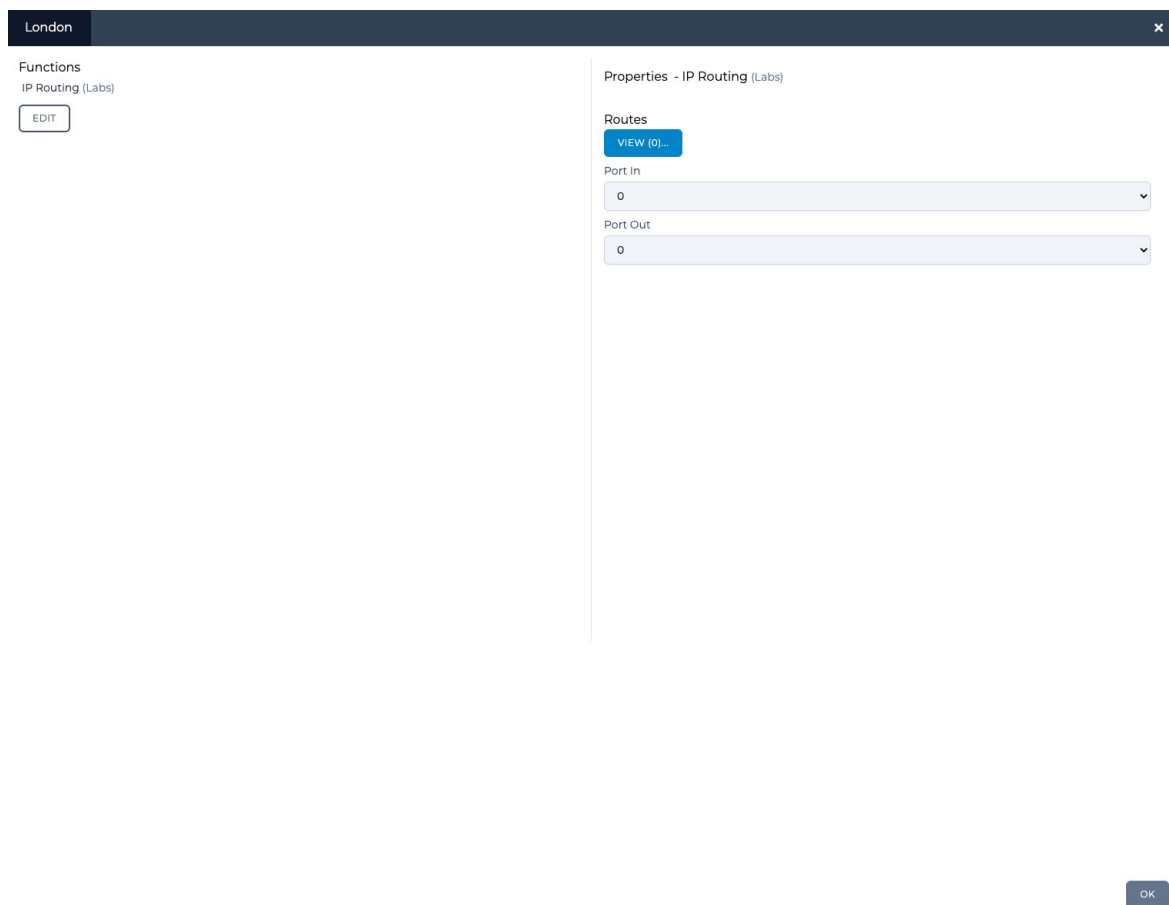 London
Functions
IP Routing (Labs)
EDIT
Properties - IP Routing (Labs)
Routes
VIEW (0)...
Port In
0
Port Out
0
OK